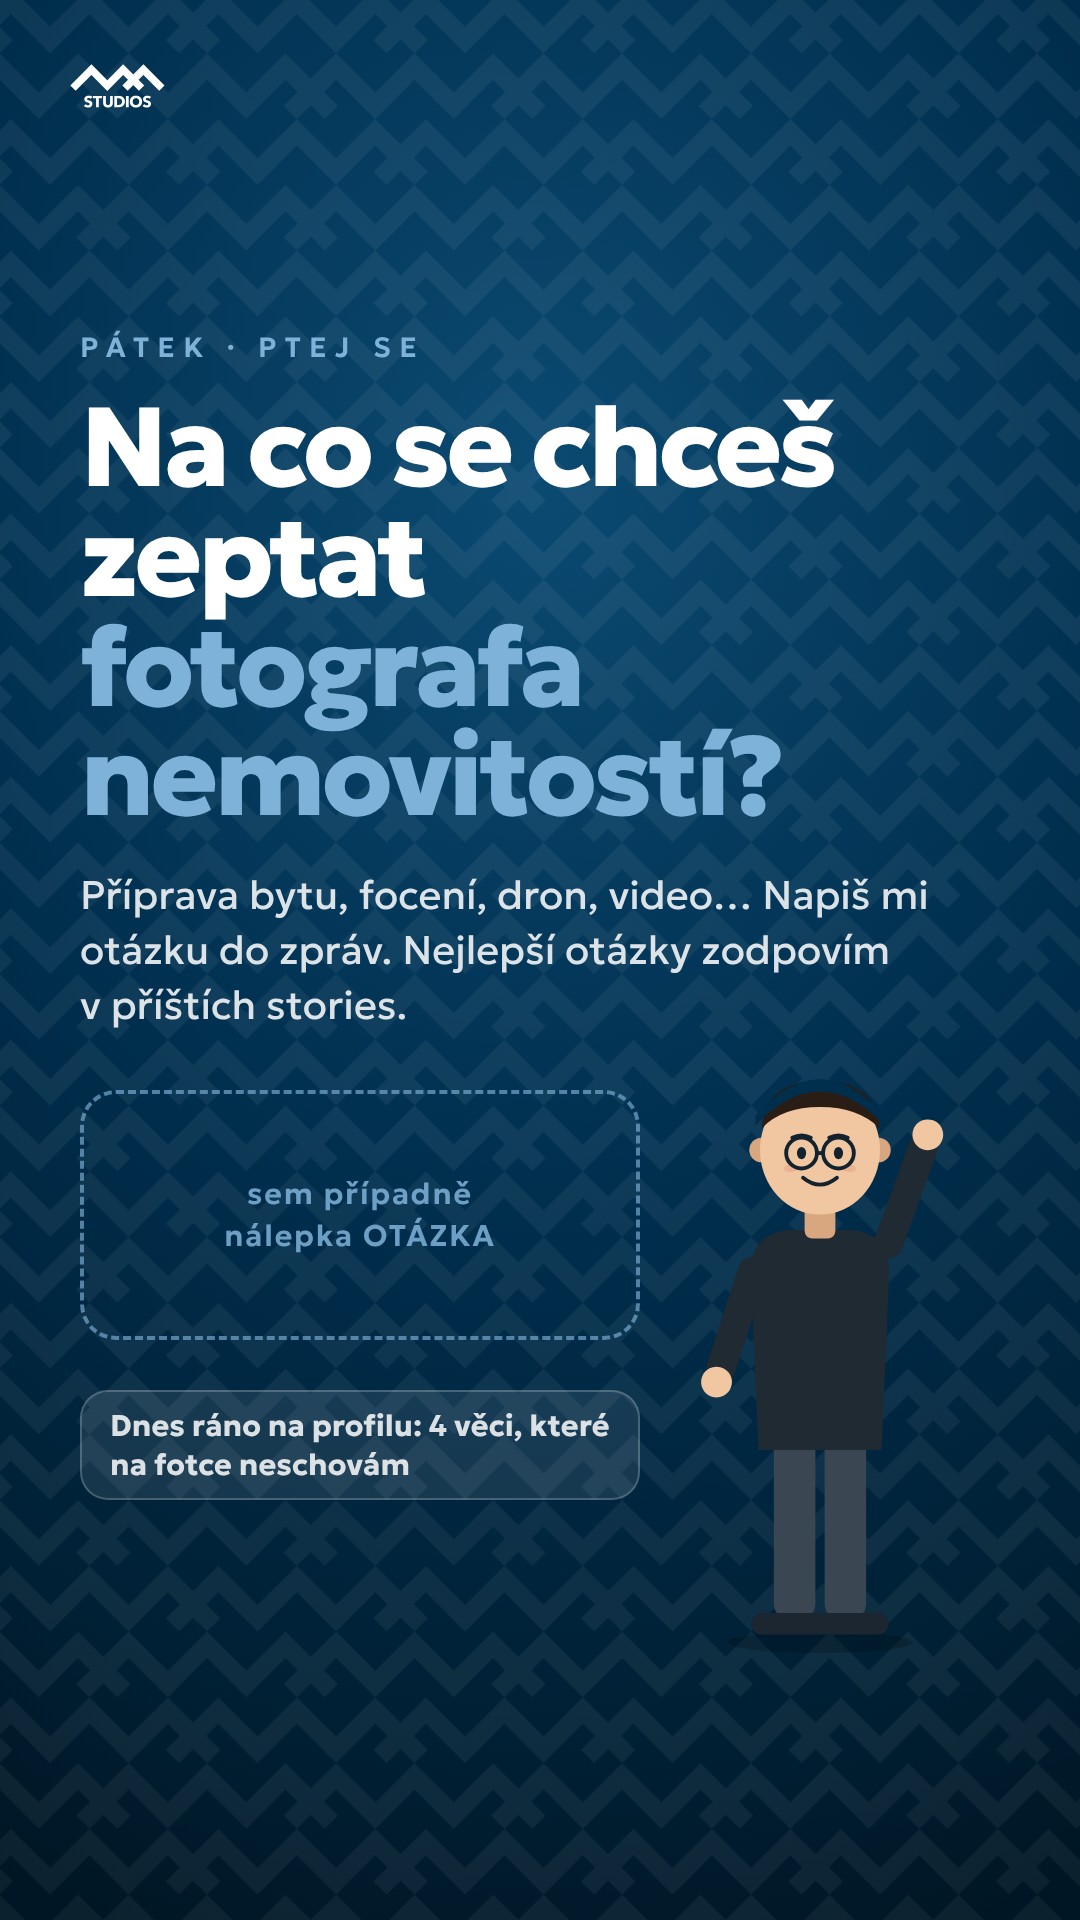 STUDIOS
PÁTEK · PTEJ SE
Na co se chceš
zeptat
fotografa
nemovitostí?
Příprava bytu, focení, dron, video… Napiš mi
otázku do zpráv. Nejlepší otázky zodpovím
v příštích stories.
sem případně
nálepka OTÁZKA
Dnes ráno na profilu: 4 věci, které
na fotce neschovám